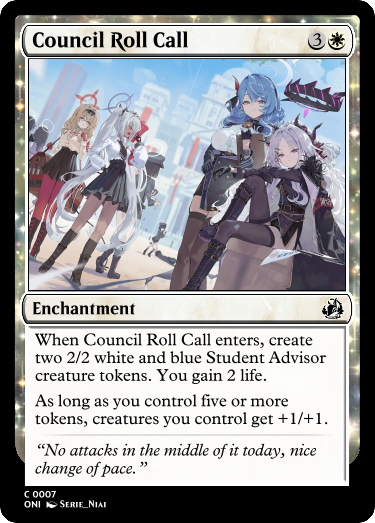 Council Roll Call 3
Enchantment
When Council Roll Call enters, create
two 2/2 white and blue Student Advisor
creature tokens. You gain 2 life.
As long as you control five or more
tokens, creatures you control get +1/+1.
“No attacks in the middle of it today, nice
change of pace.”
C 0007
ONI Serie_Niai